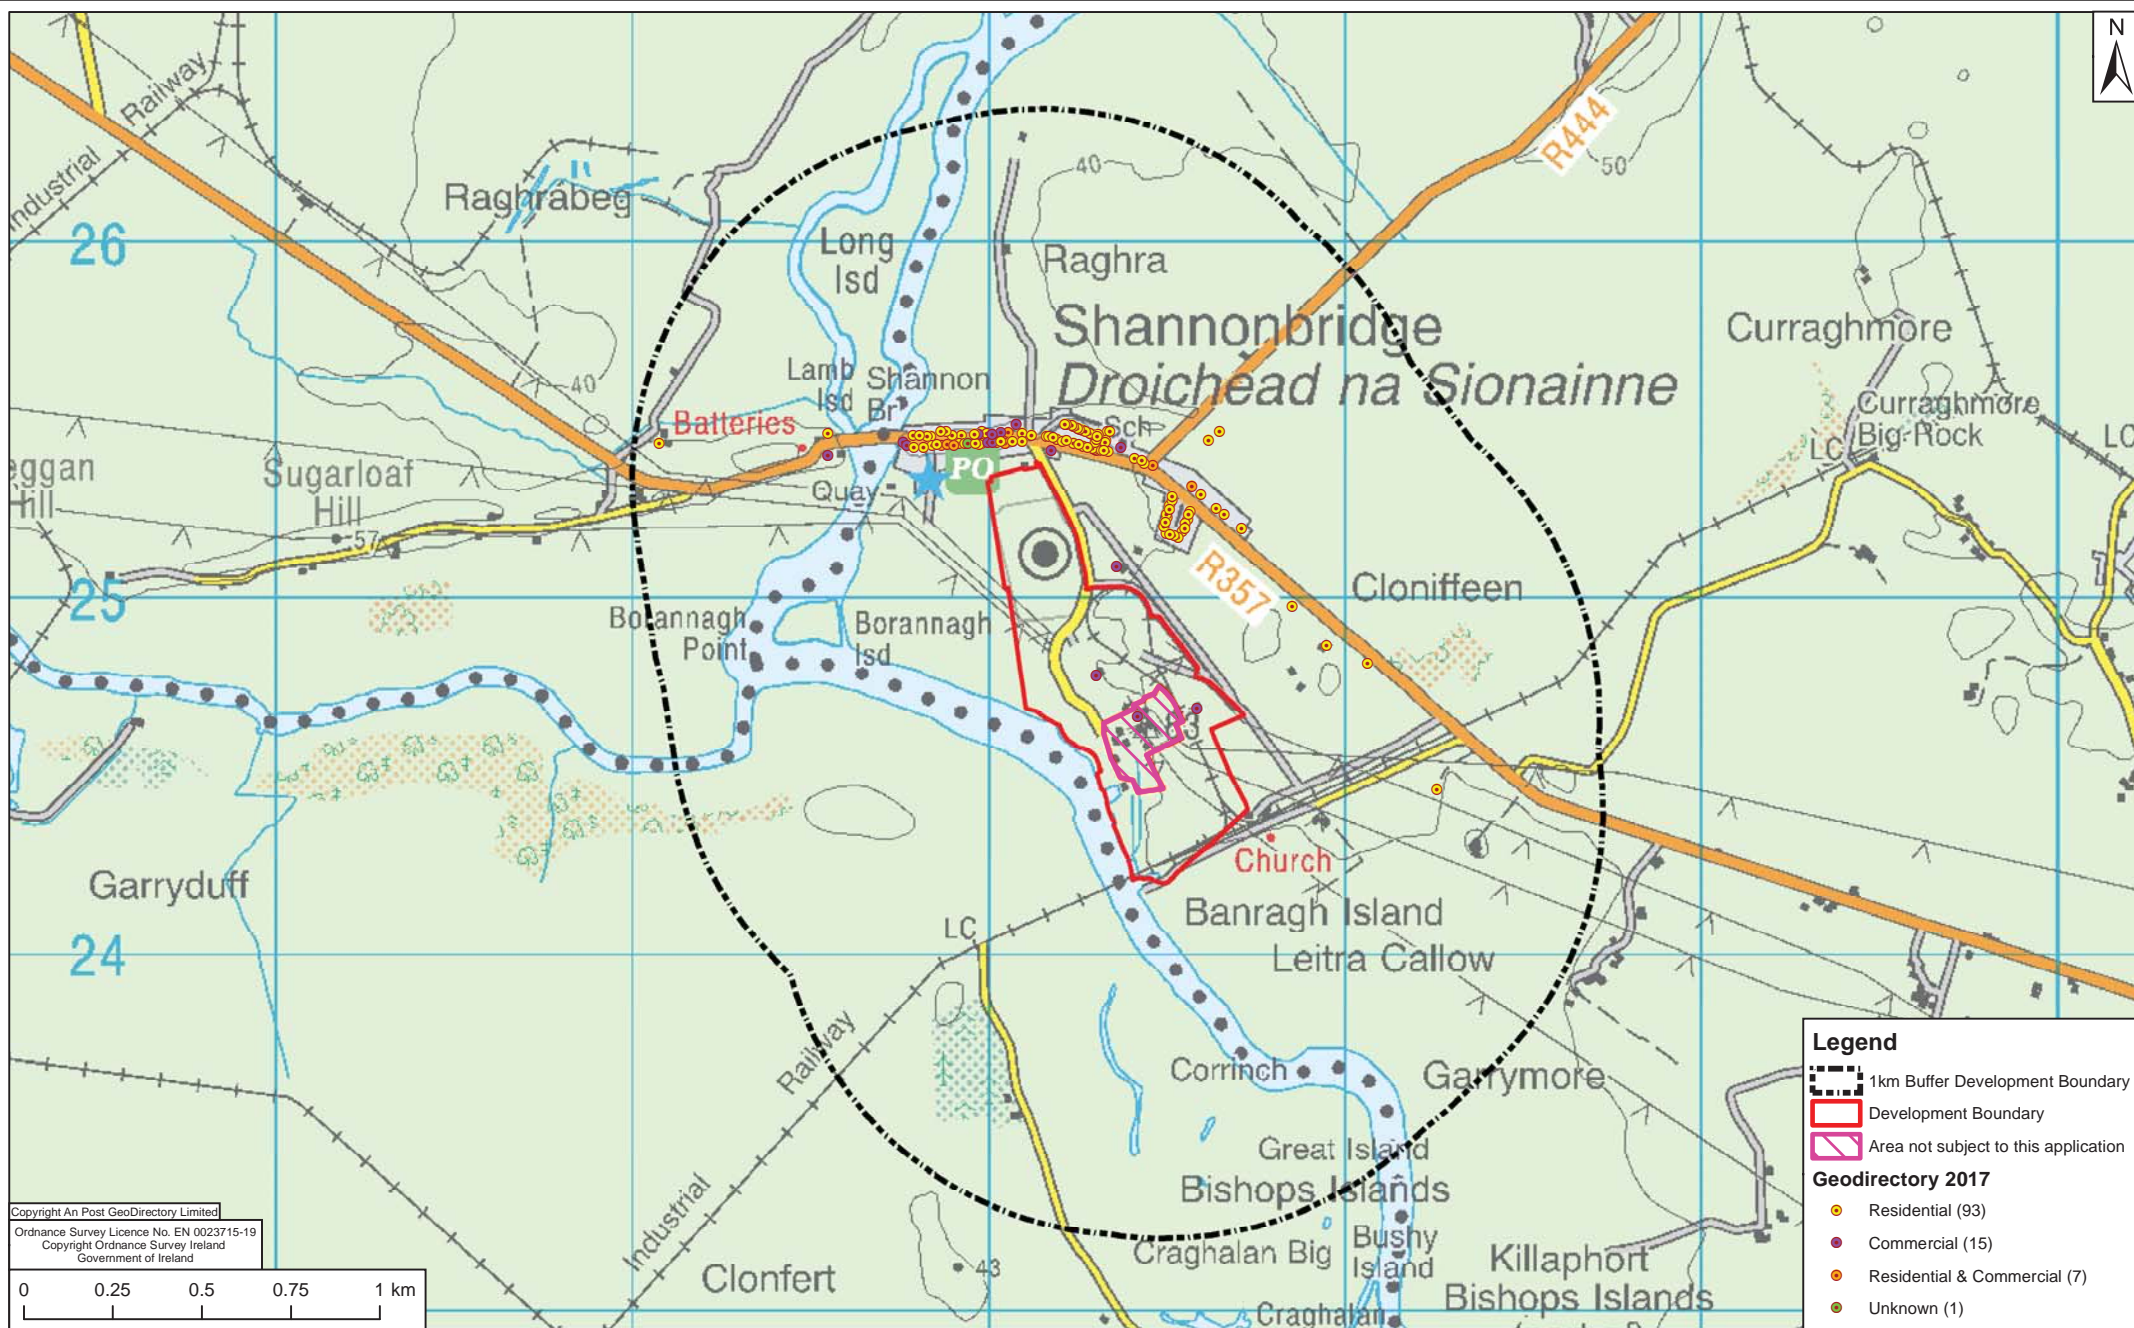 N
Railway
Industrial
R444
50
40
Raghrabeg
26
Long
Isd
Raghra
Shannonbridge
Droichead na Sionainne
Curraghmore
Lamb
Isd
Shannon
Br
40
Batteries
Sch
Curraghmore
Big Rock
LC
LC
eggan
hill
Sugarloaf
Hill
57
PO
Quay
R357
Cloniffeen
25
Borannagh
Point
Borannagh
Isd
Church
Garryduff
Banragh Island
Leitra Callow
LC
24
Railway
Industrial
Corrinch
Garrymore
Great Island
Bishops Islands
Bushy
Island
Craghalan Big
Craghalan
Killaphort
Bishops Islands
Clonfert
43
Legend
1km Buffer Development Boundary
Development Boundary
Area not subject to this application
Geodirectory 2017
Residential (93)
Commercial (15)
Residential & Commercial (7)
Unknown (1)
Copyright An Post GeoDirectory Limited
Ordnance Survey Licence No. EN 0023715-19
Copyright Ordnance Survey Ireland
Government of Ireland
0 0.25 0.5 0.75 1 km